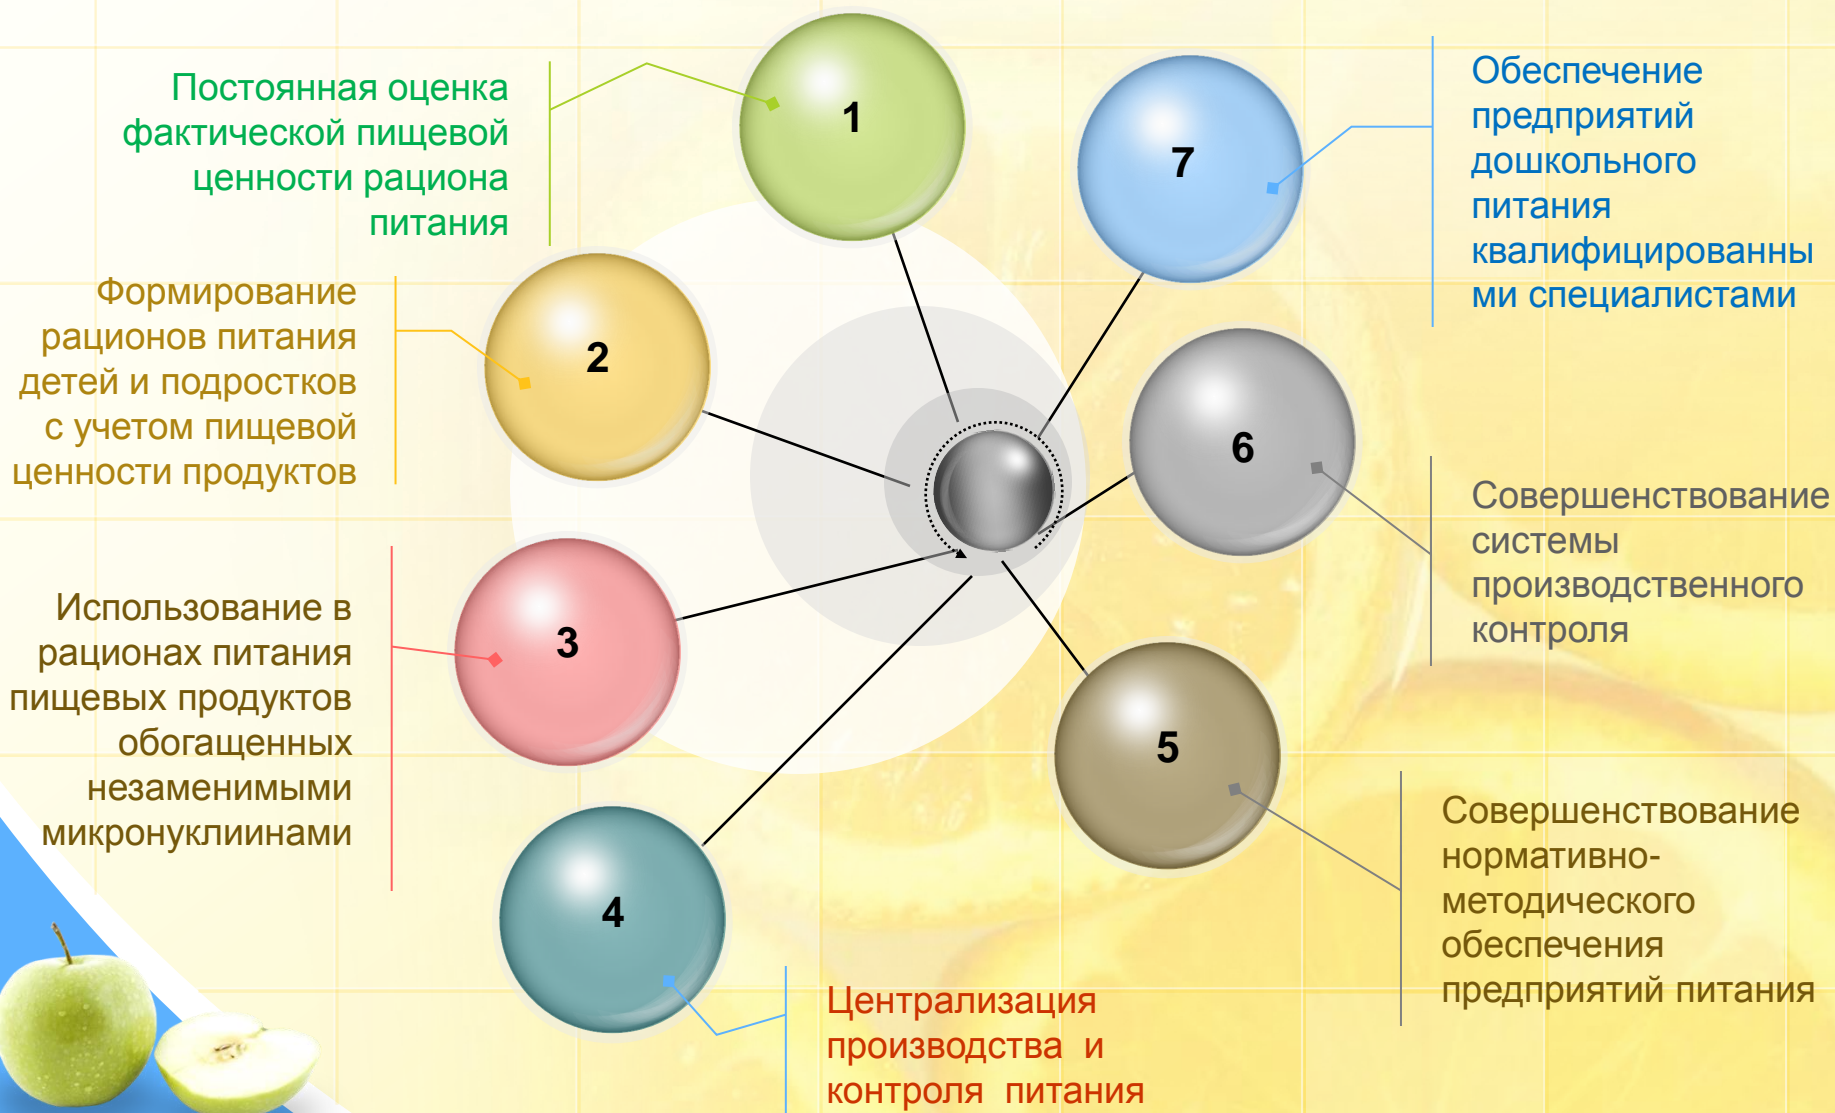 1
Постоянная оценка
фактической пищевой
ценности рациона
питания
2
Формирование
рационов питания
детей и подростков
с учетом пищевой
ценности продуктов
3
Использование в
рационах питания
пищевых продуктов
обогащенных
незаменимыми
микронуклиинами
4
Централизация
производства и
контроля питания
5
Совершенствование
нормативно-
методического
обеспечения
предприятий питания
6
Совершенствование
системы
производственного
контроля
7
Обеспечение
предприятий
дошкольного
питания
квалифицированны
ми специалистами